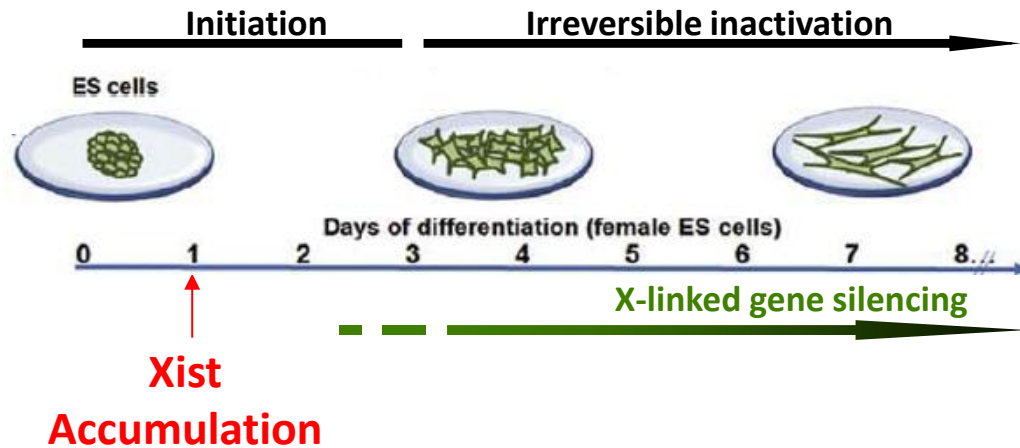 Initiation
Irreversible inactivation
ES cells
Days of differentiation (female ES cells)
0 1 2 3 4 5 6 7 8...
X-linked gene silencing
Xist
Accumulation